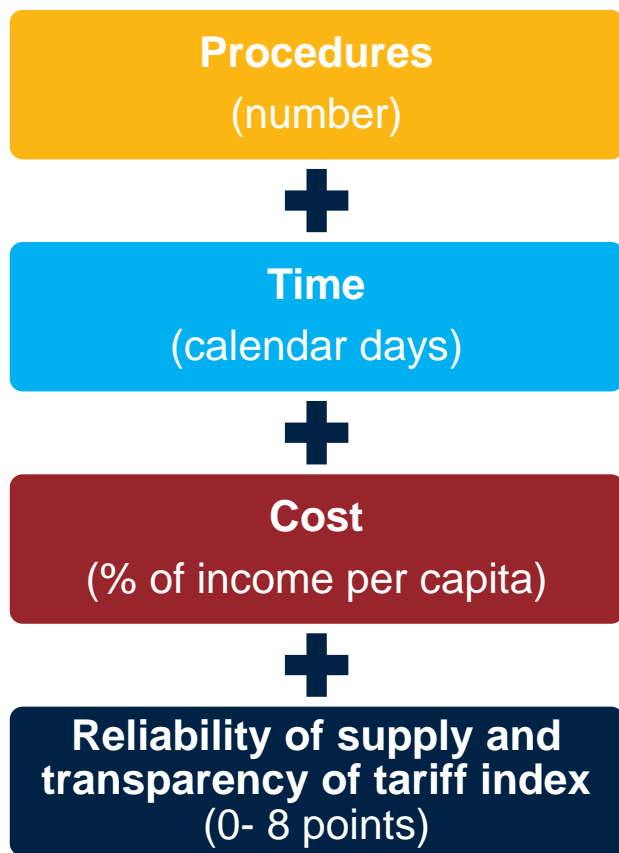 Procedures
(number)
Time
(calendar days)
Cost
(% of income per capita)
Reliability of supply and
transparency of tariff index
(0- 8 points)